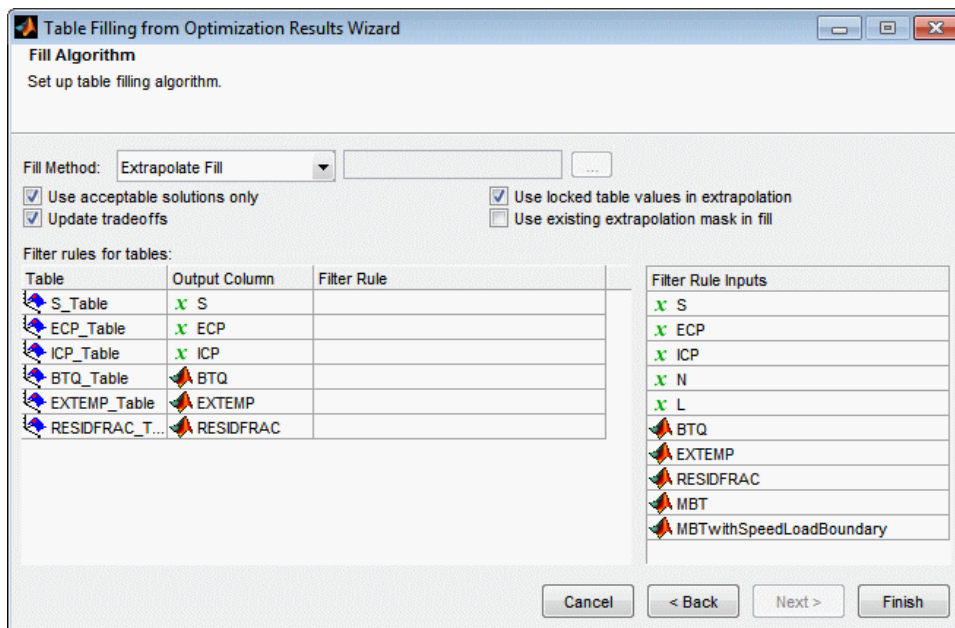 Table Filling from Optimization Results Wizard
Fill Algorithm
Set up table filling algorithm.
Fill Method: Extrapolate Fill ...
Use acceptable solutions only Use locked table values in extrapolation
Update tradeoffs Use existing extrapolation mask in fill
Filter rules for tables:
Table Output Column Filter Rule Filter Rule Inputs
S_Table x S x S
ECP_Table x ECP x ECP
ICP_Table x ICP x ICP
BTQ_Table BTQ x N
EXTEMP_Table EXTEMP x L
RESIDFRAC_T... RESIDFRAC BTQ
EXTEMP
RESIDFRAC
MBT
MBTwithSpeedLoadBoundary
Cancel < Back Next > Finish